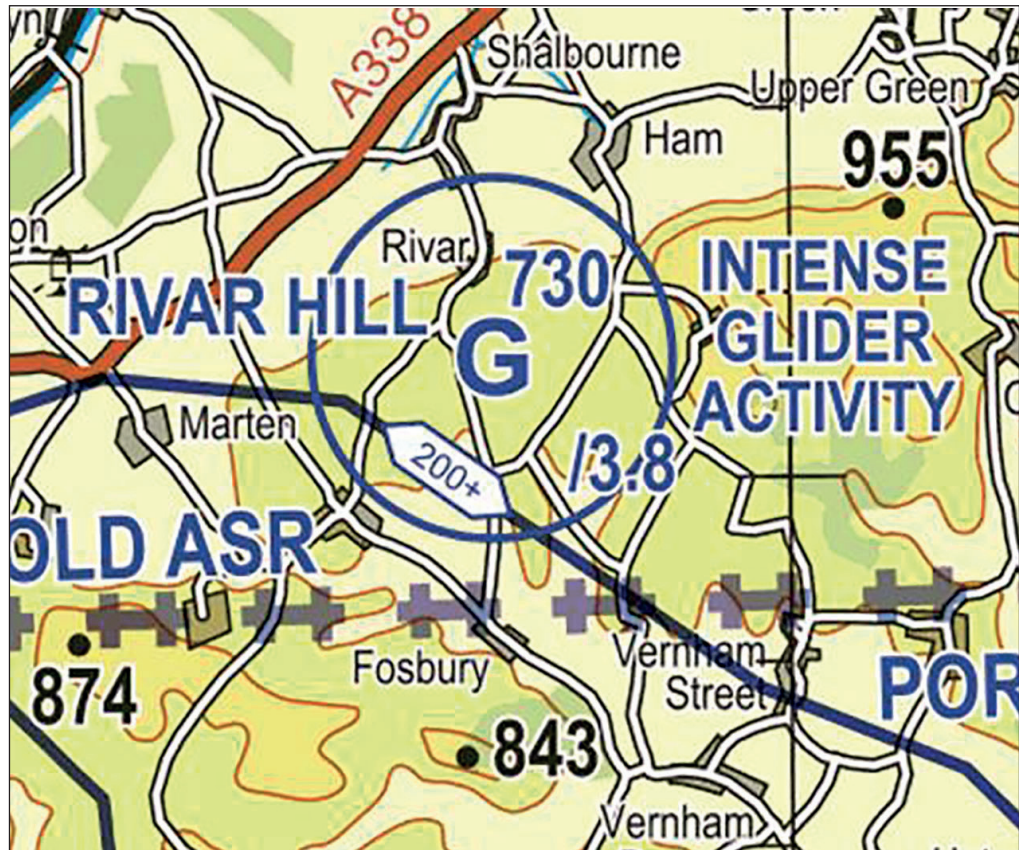 Shalbourne
A338
Upper Green
Ham
955
Rivar
730
INTENSE
GLIDER
ACTIVITY
RIVAR HILL
G
Marten
200+
/3.8
OLD ASR
Fosbury
Vernham
Street
874
POR
843
Vernham